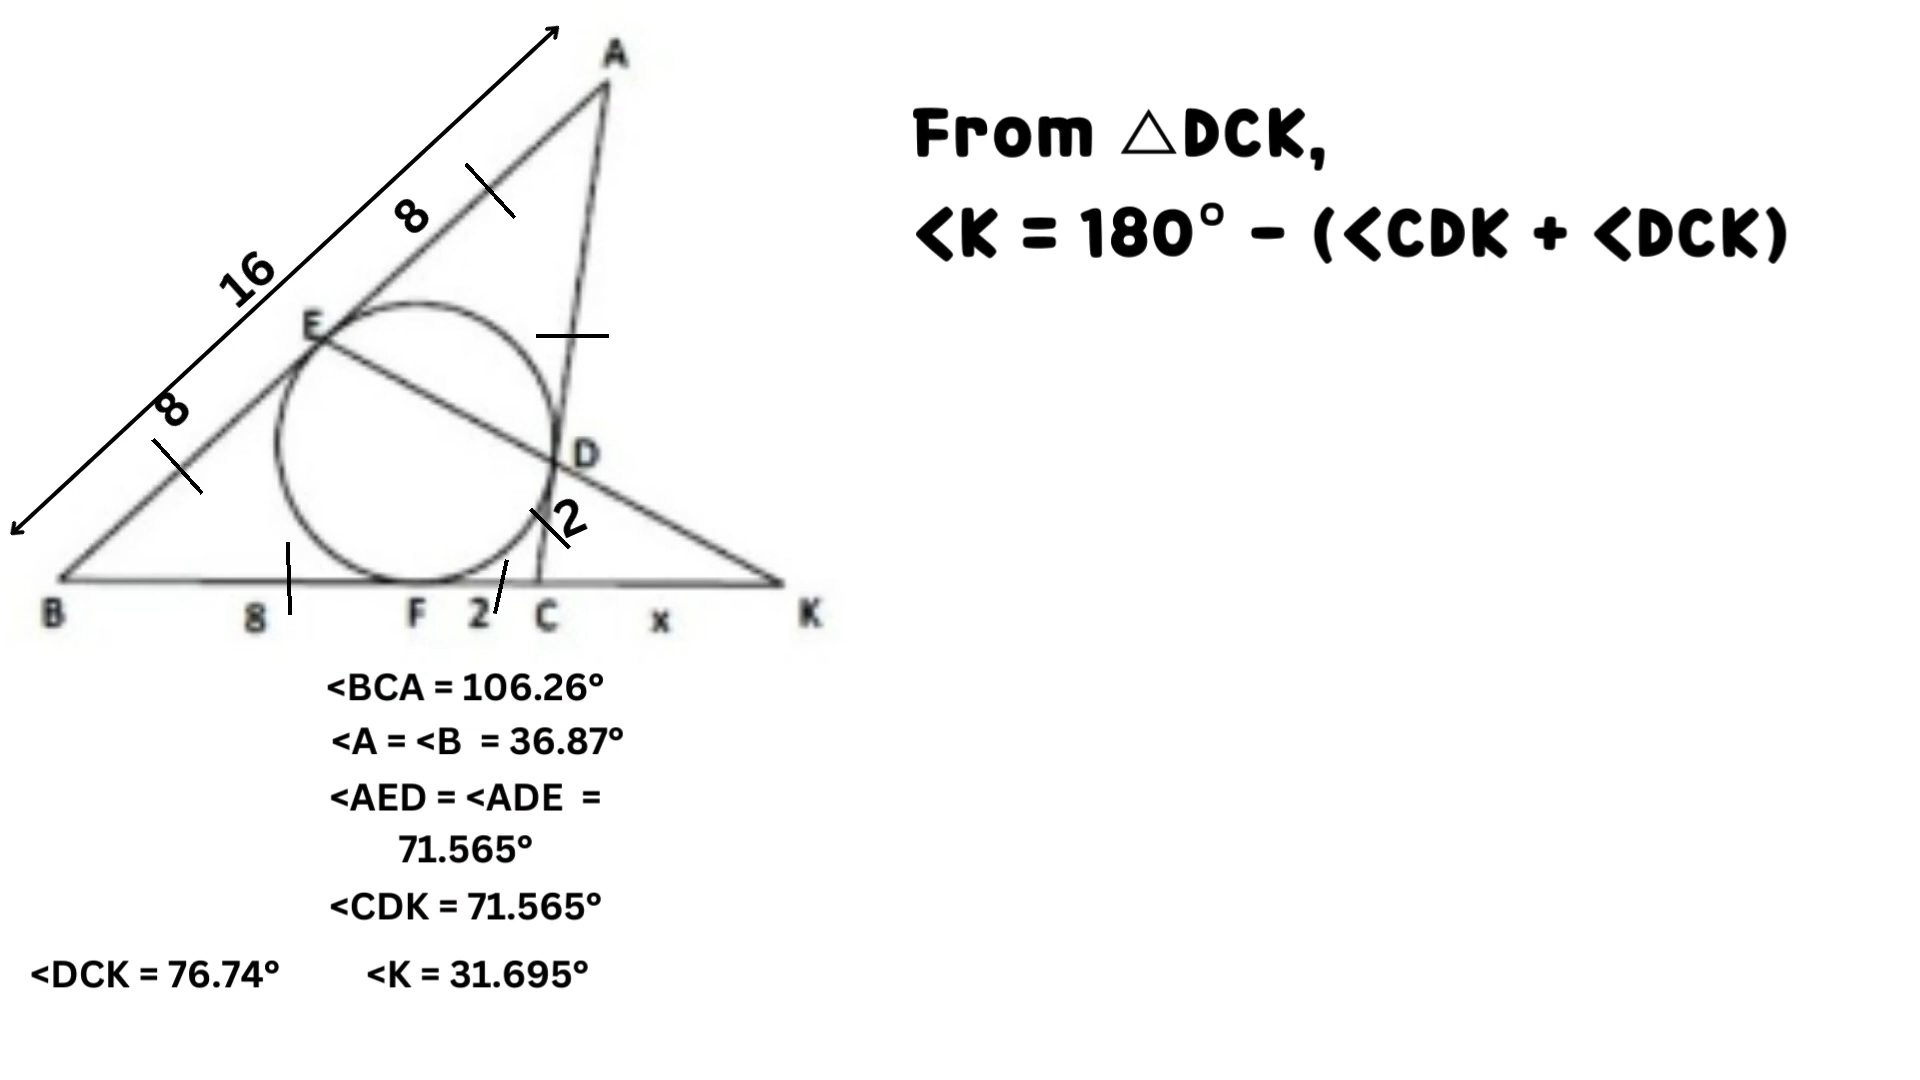 A
From △DCK,
8
<K = 180° - (<CDK + <DCK)
16
E
8
D
2
B 8 F 2 C x K
<BCA = 106.26°
<A = <B = 36.87°
<AED = <ADE =
71.565°
<CDK = 71.565°
<DCK = 76.74° <K = 31.695°